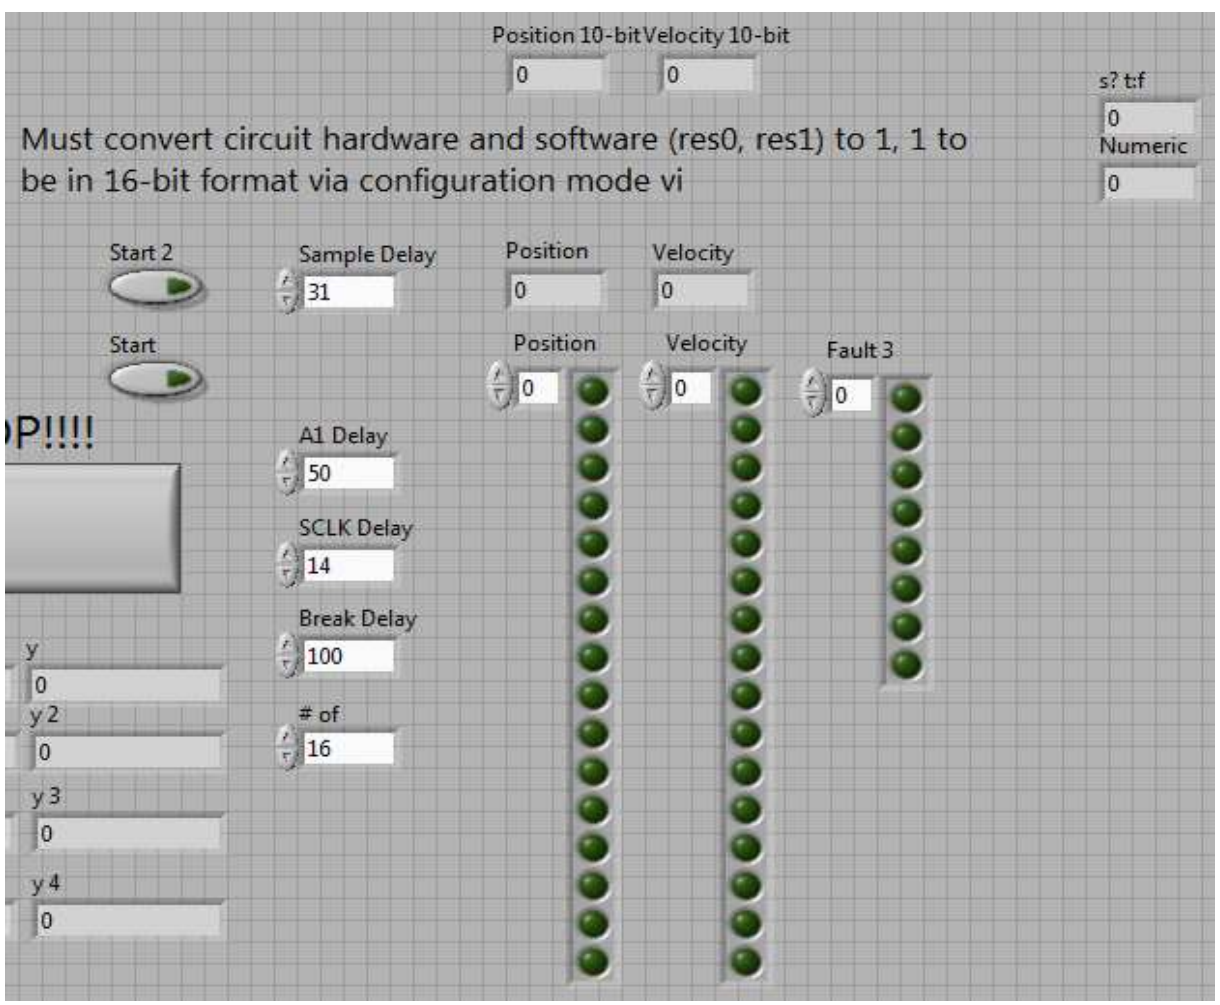 Position 10-bit Velocity 10-bit
0 0
s? t:f
0
Numeric
0
Must convert circuit hardware and software (res0, res1) to 1, 1 to
be in 16-bit format via configuration mode vi
Start 2
Sample Delay
31
Position
0
Velocity
0
Start
Position
0
Velocity
0
Fault 3
0
OP!!!!
A1 Delay
50
SCLK Delay
14
Break Delay
100
# of
16
y
0
y 2
0
y 3
0
y 4
0